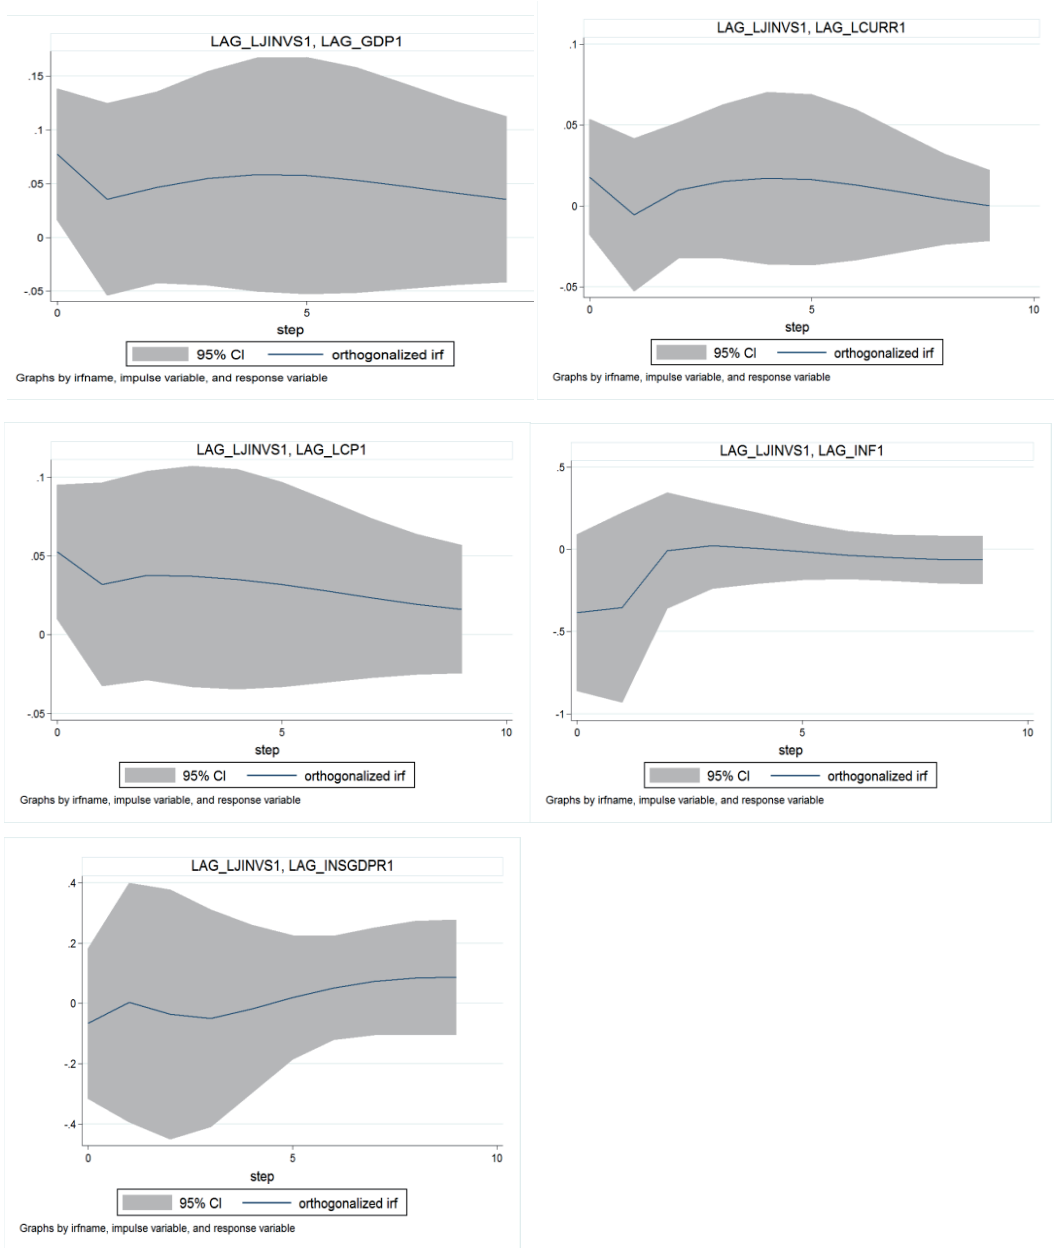 LAG_LJINVS1, LAG_GDP1
.15
.1
.05
0
-.05
0
5
step
95% CI
orthogonalized irf
Graphs by irfname, impulse variable, and response variable
LAG_LJINVS1, LAG_LCURR1
.1
.05
0
-.05
0
5
10
step
95% CI
orthogonalized irf
Graphs by irfname, impulse variable, and response variable
LAG_LJINVS1, LAG_LCP1
.1
.05
0
-.05
0
5
10
step
95% CI
orthogonalized irf
Graphs by irfname, impulse variable, and response variable
LAG_LJINVS1, LAG_INF1
.5
0
-.5
-1
0
5
10
step
95% CI
orthogonalized irf
Graphs by irfname, impulse variable, and response variable
LAG_LJINVS1, LAG_INSGDPR1
.4
.2
0
-.2
-.4
0
5
10
step
95% CI
orthogonalized irf
Graphs by irfname, impulse variable, and response variable